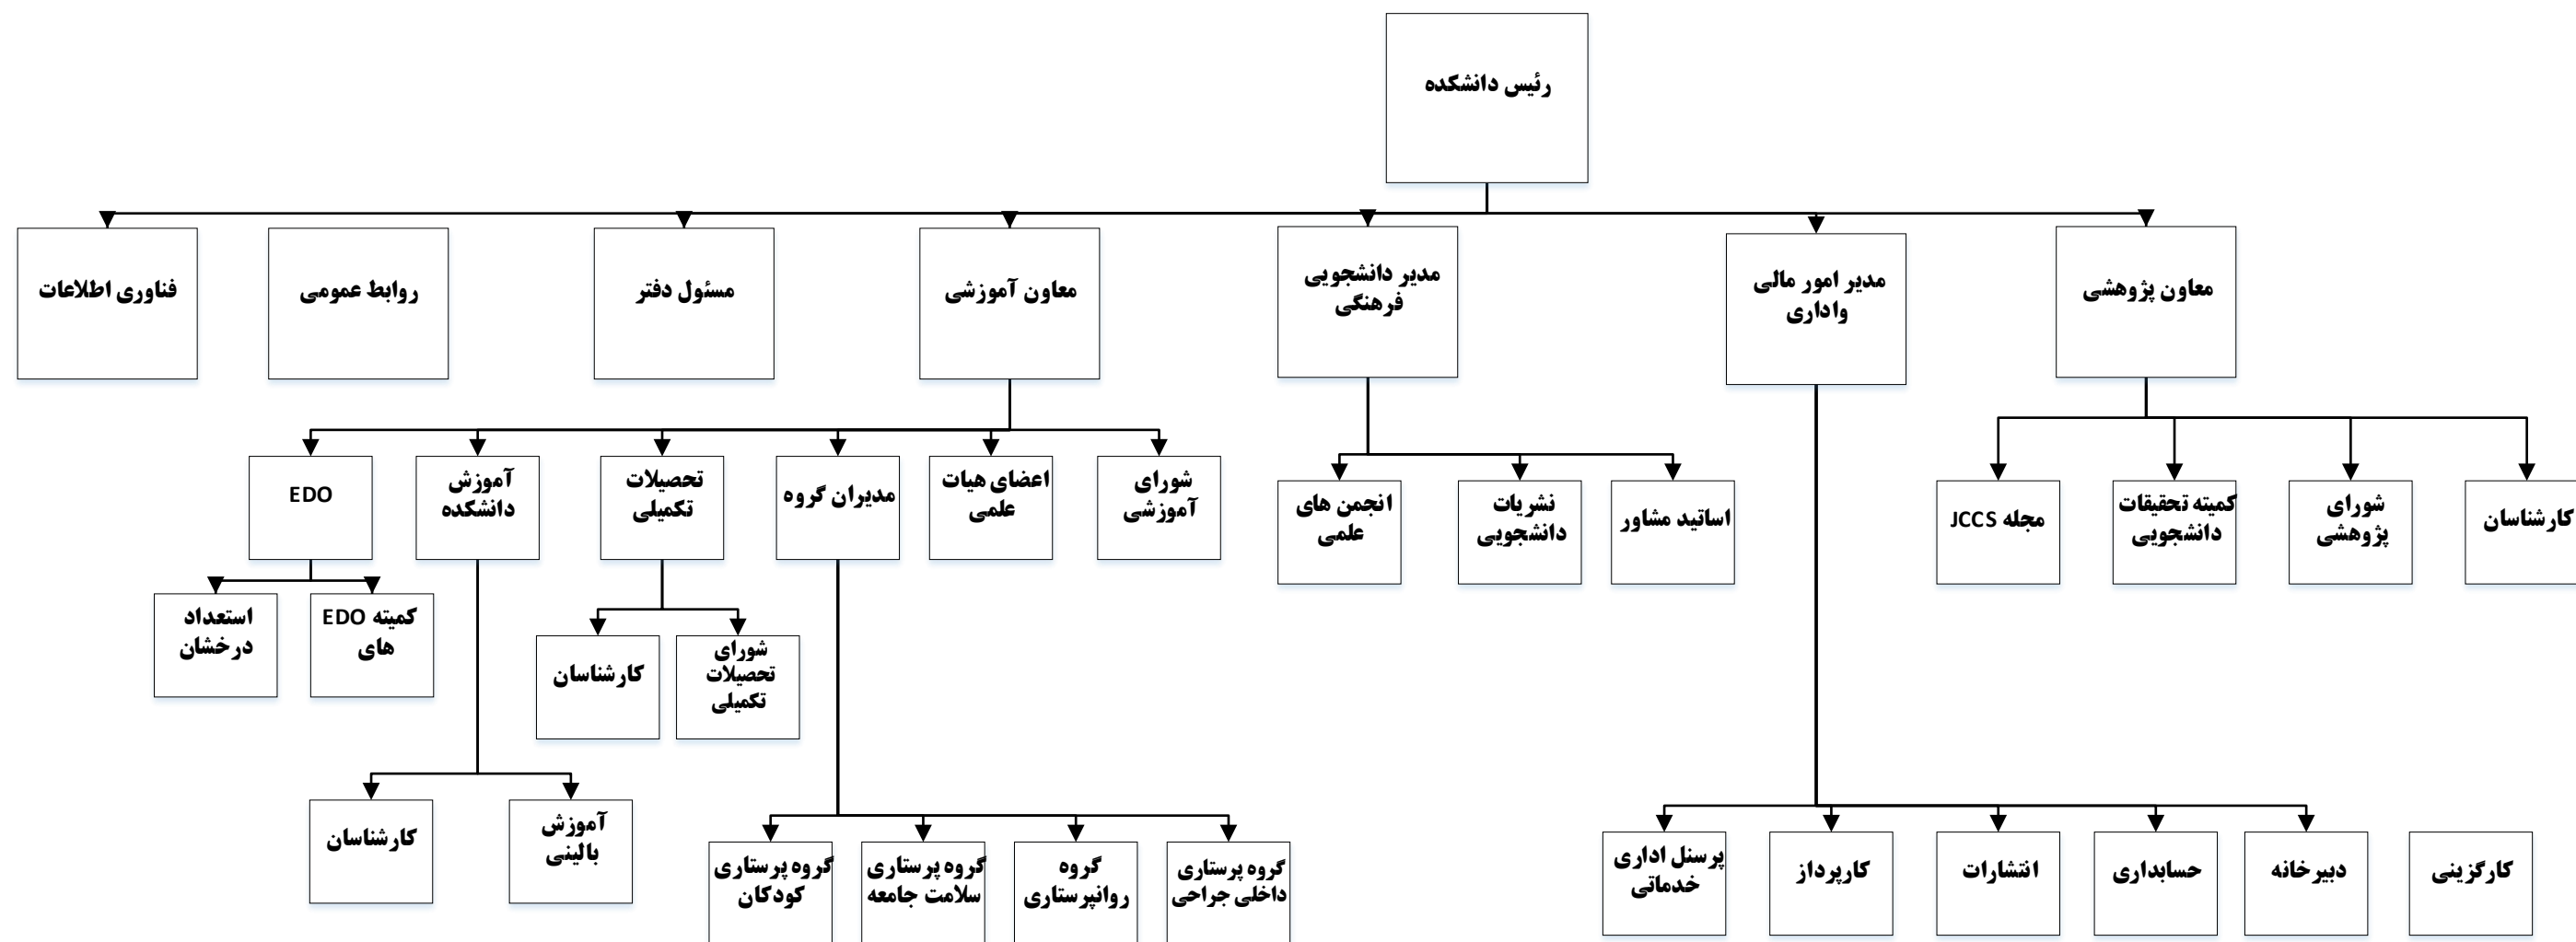 رئیس دانشکده
معاون پژوهشی
مدیر امور مالی
واداری
مدیر دانشجویی
فرهنگی
معاون آموزشی
مسئول دفتر
روابط عمومی
فناوری اطلاعات
کارشناسان
شورای
پژوهشی
کمیته تحقیقات
دانشجویی
مجله JCCS
اساتید مشاور
نشریات
دانشجویی
انجمن های
علمی
شورای
آموزشی
اعضای هیات
علمی
مدیران گروه
تحصیلات
تکمیلی
آموزش
دانشکده
EDO
کمیته EDO
های
استعداد
درخشان
شورای
تحصیلات
تکمیلی
کارشناسان
آموزش
بالینی
کارشناسان
گروه پرستاری
داخلی جراحی
گروه
روانپرستاری
گروه پرستاری
سلامت جامعه
گروه پرستاری
کودکان
کارگزینی
دبیرخانه
حسابداری
انتشارات
کارپرداز
پرسنل اداری
خدماتی